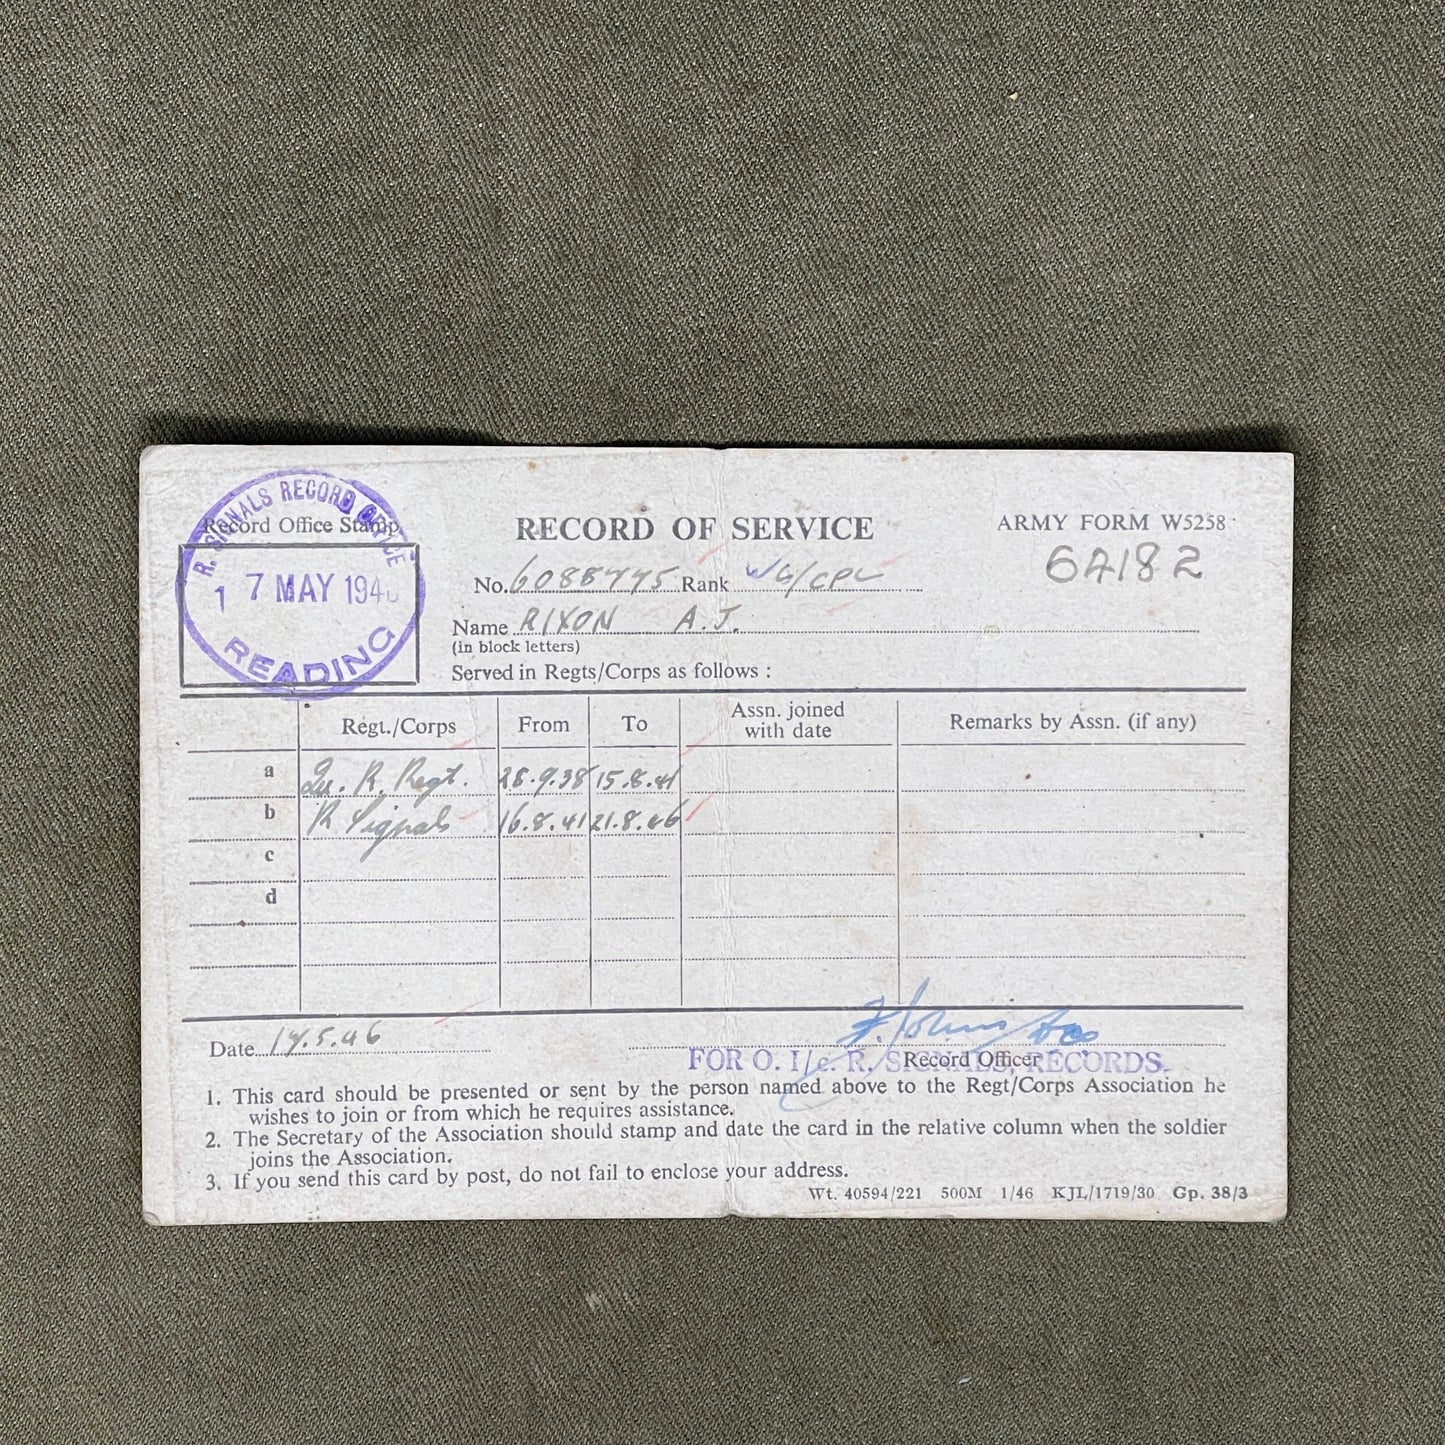 R. SIGNALS RECORD OFFICE
Record Office Stamp
17 MAY 194
READING
RECORD OF SERVICE
ARMY FORM W5258
6A182
No. 6088775 Rank WS/CPL
Name RIXON A.J.
(in block letters)
Served in Regts/Corps as follows :
Regt./Corps From To Assn. joined with date Remarks by Assn. (if any)
a Qu. R. Regt. 28.9.38 15.8.41
b R Signals 16.8.41 21.8.46
c
d
Date 17.5.46
FOR O. I/c. R. SIGNALS, RECORDS.
Record Officer
1. This card should be presented or sent by the person named above to the Regt/Corps Association he
wishes to join or from which he requires assistance.
2. The Secretary of the Association should stamp and date the card in the relative column when the soldier
joins the Association.
3. If you send this card by post, do not fail to enclose your address.
Wt. 40594/221 500M 1/46 KJL/1719/30 Gp. 38/3